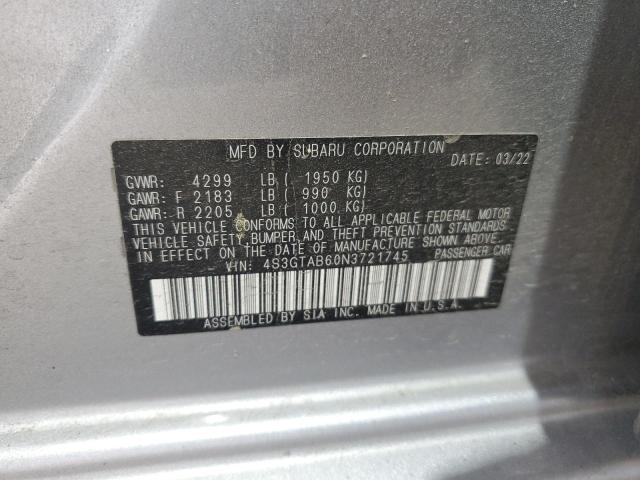 MFD BY SUBARU CORPORATION
DATE: 03/22
GVWR: 4299 LB ( 1950 KG)
GAWR: F 2183 LB ( 990 KG)
GAWR: R 2205 LB ( 1000 KG)
THIS VEHICLE CONFORMS TO ALL APPLICABLE FEDERAL MOTOR
VEHICLE SAFETY, BUMPER, AND THEFT PREVENTION STANDARDS
IN EFFECT ON THE DATE OF MANUFACTURE SHOWN ABOVE.
VIN: 4S3GTAB60N3721745 PASSENGER CAR
ASSEMBLED BY SIA INC. MADE IN U.S.A.